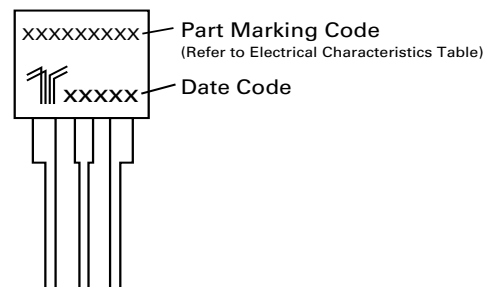 XXXXXXXXX
Part Marking Code
(Refer to Electrical Characteristics Table)
XXXXX
Date Code